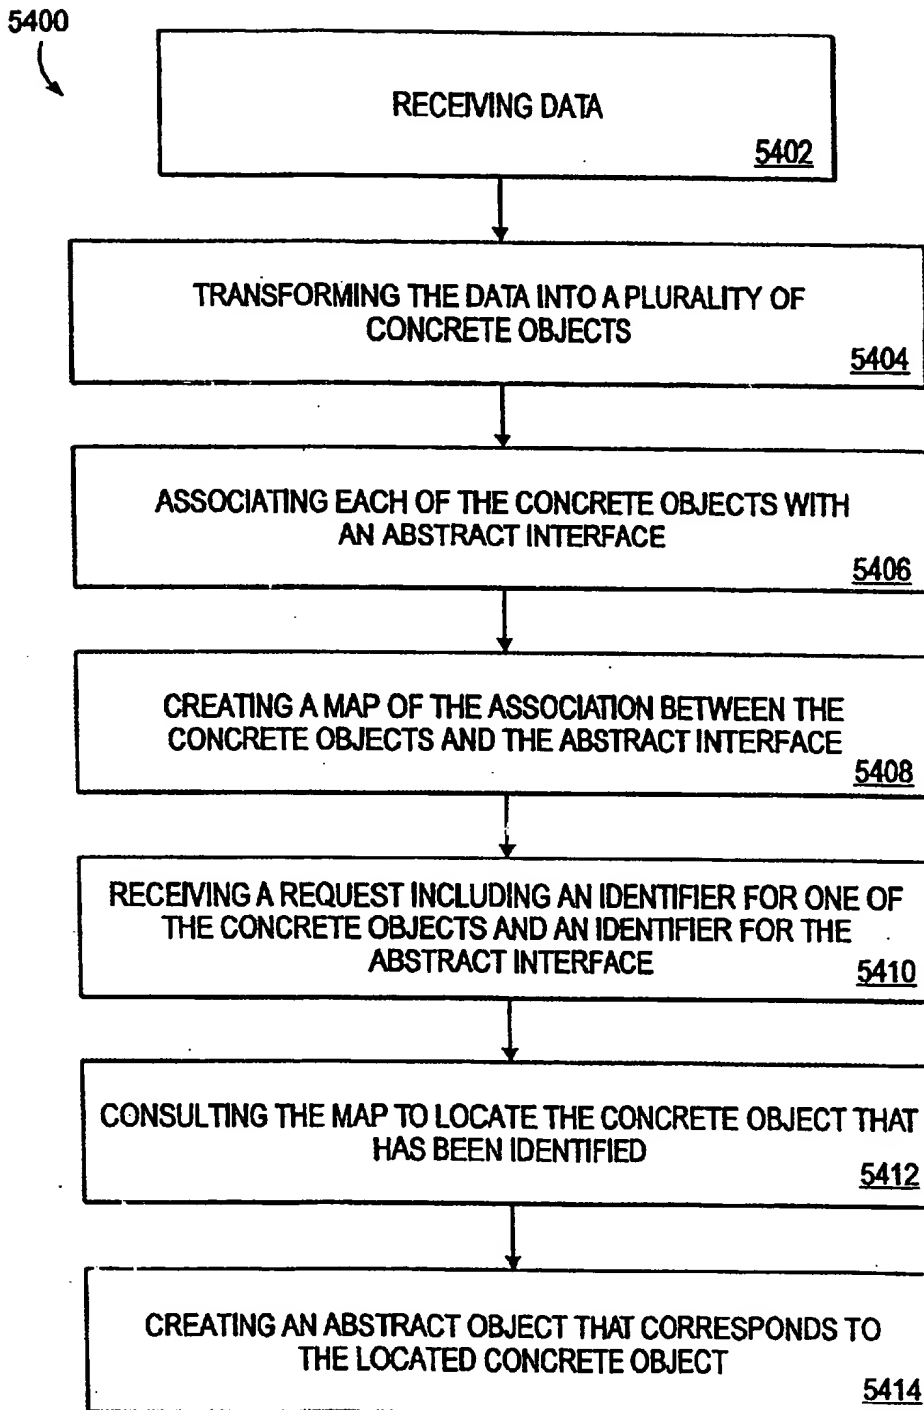 5400
RECEIVING DATA
5402
TRANSFORMING THE DATA INTO A PLURALITY OF
CONCRETE OBJECTS
5404
ASSOCIATING EACH OF THE CONCRETE OBJECTS WITH
AN ABSTRACT INTERFACE
5406
CREATING A MAP OF THE ASSOCIATION BETWEEN THE
CONCRETE OBJECTS AND THE ABSTRACT INTERFACE
5408
RECEIVING A REQUEST INCLUDING AN IDENTIFIER FOR ONE OF
THE CONCRETE OBJECTS AND AN IDENTIFIER FOR THE
ABSTRACT INTERFACE
5410
CONSULTING THE MAP TO LOCATE THE CONCRETE OBJECT THAT
HAS BEEN IDENTIFIED
5412
CREATING AN ABSTRACT OBJECT THAT CORRESPONDS TO
THE LOCATED CONCRETE OBJECT
5414